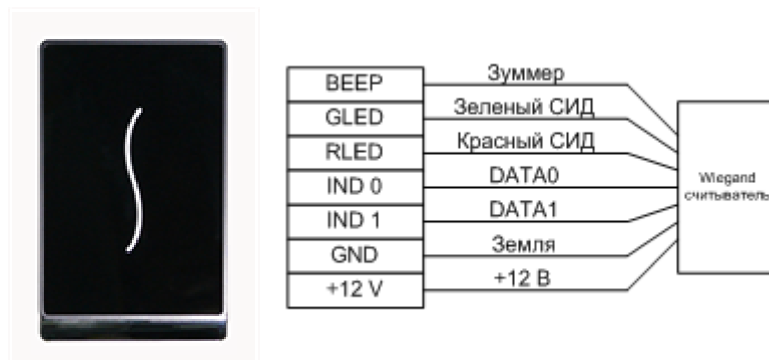 BEEP Зуммер
GLED Зеленый СИД
RLED Красный СИД
IND 0 DATA0
IND 1 DATA1
GND Земля
+12 V +12 В
Wiegand
считыватель